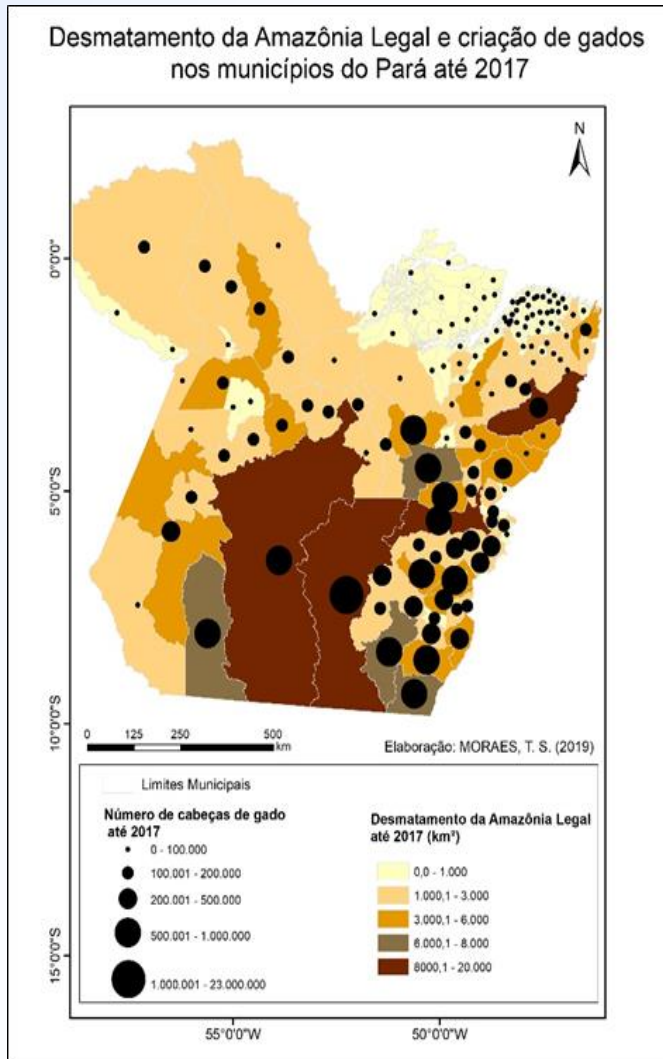 Desmatamento da Amazônia Legal e criação de gados
nos municípios do Pará até 2017
N
0°0'0"
5°0'0"S
10°0'0"S
15°0'0"S
0 125 250 500
km
Elaboração: MORAES, T. S. (2019)
Limites Municipais
Número de cabeças de gado
até 2017
0 - 100.000
100.001 - 200.000
200.001 - 500.000
500.001 - 1.000.000
1.000.001 - 23.000.000
Desmatamento da Amazônia Legal
até 2017 (km²)
0,0 - 1.000
1.000,1 - 3.000
3.000,1 - 6.000
6.000,1 - 8.000
8000,1 - 20.000
55°0'0"W
50°0'0"W